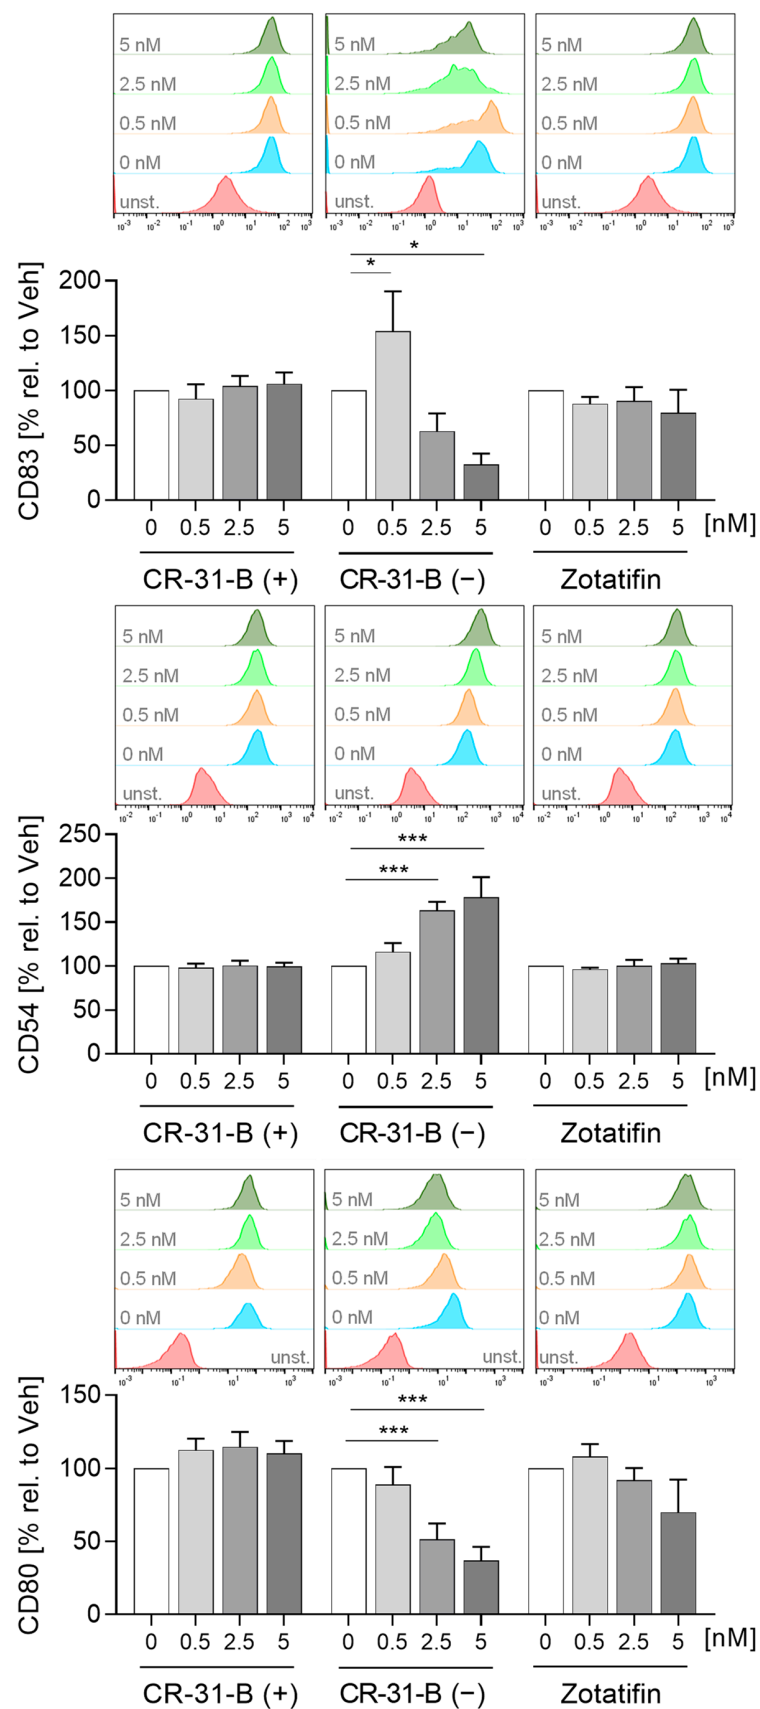 5 nM 5 nM 5 nM
2.5 nM 2.5 nM 2.5 nM
0.5 nM 0.5 nM 0.5 nM
0 nM 0 nM 0 nM
unst. unst. unst.
-10⁻³ 10⁻² 10⁻¹ 10⁰ 10¹ 10² 10³ -10⁻³ 10⁻² 10⁻¹ 10⁰ 10¹ 10² 10³ -10⁻³ 10⁻² 10⁻¹ 10⁰ 10¹ 10² 10³
*
*
CD83 [% rel. to Veh]
200
150
100
50
0
0 0.5 2.5 5 0 0.5 2.5 5 0 0.5 2.5 5 [nM]
CR-31-B (+) CR-31-B (−) Zotatifin
5 nM 5 nM 5 nM
2.5 nM 2.5 nM 2.5 nM
0.5 nM 0.5 nM 0.5 nM
0 nM 0 nM 0 nM
unst. unst. unst.
-10⁻² 10⁻¹ 10⁰ 10¹ 10² 10³ 10⁴ -10⁻² 10⁻¹ 10⁰ 10¹ 10² 10³ 10⁴ -10⁻² 10⁻¹ 10⁰ 10¹ 10² 10³ 10⁴
***
***
CD54 [% rel. to Veh]
250
200
150
100
50
0
0 0.5 2.5 5 0 0.5 2.5 5 0 0.5 2.5 5 [nM]
CR-31-B (+) CR-31-B (−) Zotatifin
5 nM 5 nM 5 nM
2.5 nM 2.5 nM 2.5 nM
0.5 nM 0.5 nM 0.5 nM
0 nM 0 nM 0 nM
unst. unst. unst.
-10⁻³ 10⁻¹ 10¹ 10³ -10⁻³ 10⁻¹ 10¹ 10³ -10⁻³ 10⁻¹ 10¹ 10³
***
***
CD80 [% rel. to Veh]
150
100
50
0
0 0.5 2.5 5 0 0.5 2.5 5 0 0.5 2.5 5 [nM]
CR-31-B (+) CR-31-B (−) Zotatifin